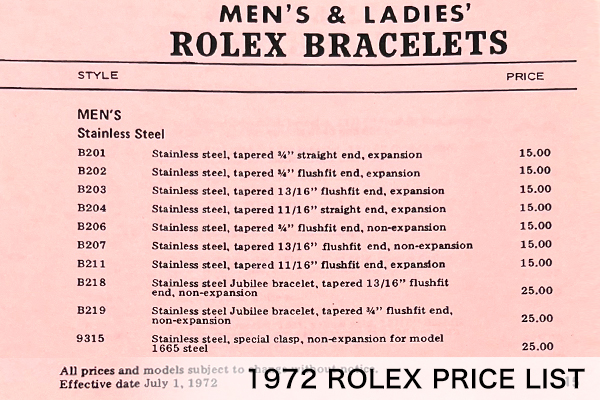 MEN'S & LADIES'
ROLEX BRACELETS
STYLE PRICE
MEN'S
Stainless Steel
B201 Stainless steel, tapered ¾" straight end, expansion 15.00
B202 Stainless steel, tapered ¾" flushfit end, expansion 15.00
B203 Stainless steel, tapered 13/16" flushfit end, expansion 15.00
B204 Stainless steel, tapered 11/16" straight end, expansion 15.00
B206 Stainless steel, tapered ¾" flushfit end, non-expansion 15.00
B207 Stainless steel, tapered 13/16" flushfit end, non-expansion 15.00
B211 Stainless steel, tapered 11/16" flushfit end, expansion 15.00
B218 Stainless steel Jubilee bracelet, tapered 13/16" flushfit
end, non-expansion 25.00
B219 Stainless steel Jubilee bracelet, tapered ¾" flushfit end,
non-expansion 25.00
9315 Stainless steel, special clasp, non-expansion for model
1665 steel 25.00
All prices and models subject to change without notice.
Effective date July 1, 1972
1972 ROLEX PRICE LIST